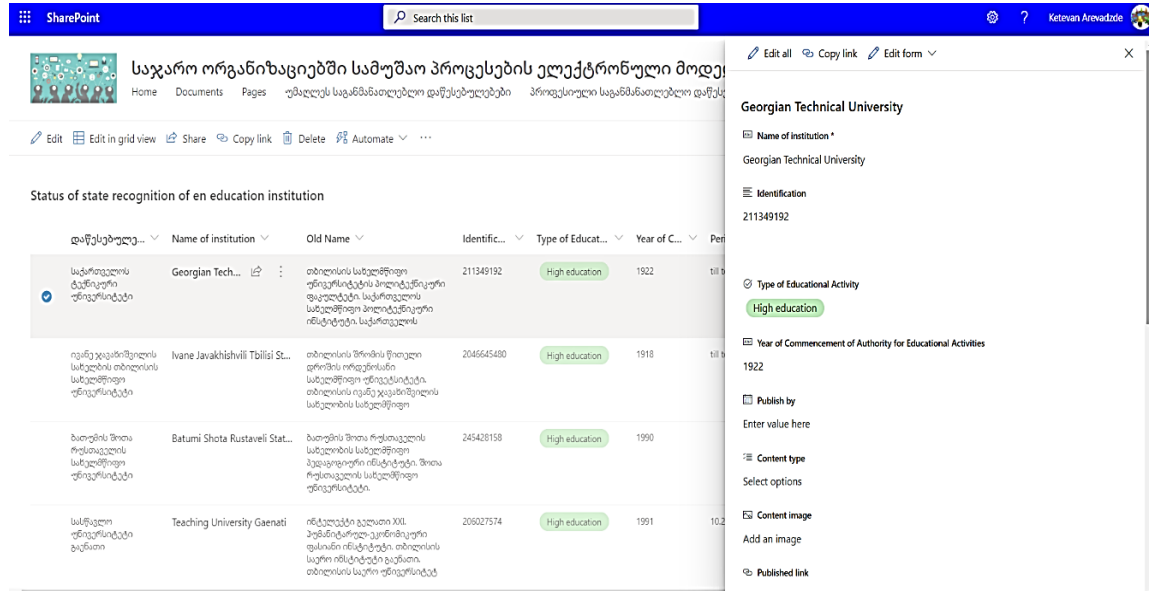 SharePoint
Search this list
?
Ketevan Arevadzde
საჯარო ორგანიზაციებში სამუშაო პროცესების ელექტრონული
Home Documents Pages უმაღლეს საგანმანათლებლო დაწესებულებები პროფესიული საგანმანათლებლო
Edit Edit in grid view Share Copy link Delete Automate ...
Status of state recognition of en education institution
დაწესებულე... Name of institution Old Name Identific... Type of Educat... Year of C...
საქართველოს
ტექნიკური
უნივერსიტეტი
Georgian Tech...
თბილისის სახელმწიფო
უნივერსიტეტის პოლიტექნიკური
ფაკულტეტი. საქართველოს
სახელმწიფო პოლიტექნიკური
ინსტიტუტი. საქართველოს
211349192
High education
1922
till
ივანე ჯავახიშვილის
სახელბის თბილისის
სახელმწიფო
უნივერსიტეტი
Ivane Javakhishvili Tbilisi St...
თბილისის შრომის წითელი
დროშის ორდენოსანი
სახელმწიფო
თბილისის ივანე ჯავახიშვილის
სახელობის სახელმწიფო
2046645480
High education
1918
till
ბათუმის შოთა
რუსთაველის
სახელმწიფო
უნივერსიტეტი
Batumi Shota Rustaveli Stat...
ბათუმის შოთა რუსთაველის
სახელობის სახელმწიფო
პედაგოგიური ინსტიტუტი. შოთა
რუსთაველის სახელმწიფო
უნივერსიტეტი.
245428158
High education
1990
სასწავლო
უნივერსიტეტი
გაენათი
Teaching University Gaenati
ინტელექტი გელათი XXI.
ჰუმანიტარულ-ეკონომიკური
ფასიანი ინსტიტუტი. თბილისის
საერო ინსტიტუტი გაენათი.
თბილისის საერო უნივერსიტეტ
206027574
High education
1991
10.2
Edit all Copy link Edit form
Georgian Technical University
Name of institution *
Georgian Technical University
Identification
211349192
Type of Educational Activity
High education
Year of Commencement of Authority for Educational Activities
1922
Publish by
Enter value here
Content type
Select options
Content image
Add an image
Published link